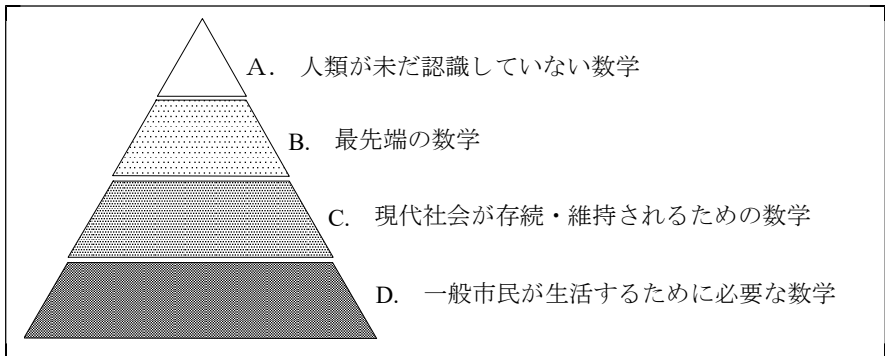 A. 人類が未だ認識していない数学
B. 最先端の数学
C. 現代社会が存続・維持されるための数学
D. 一般市民が生活するために必要な数学